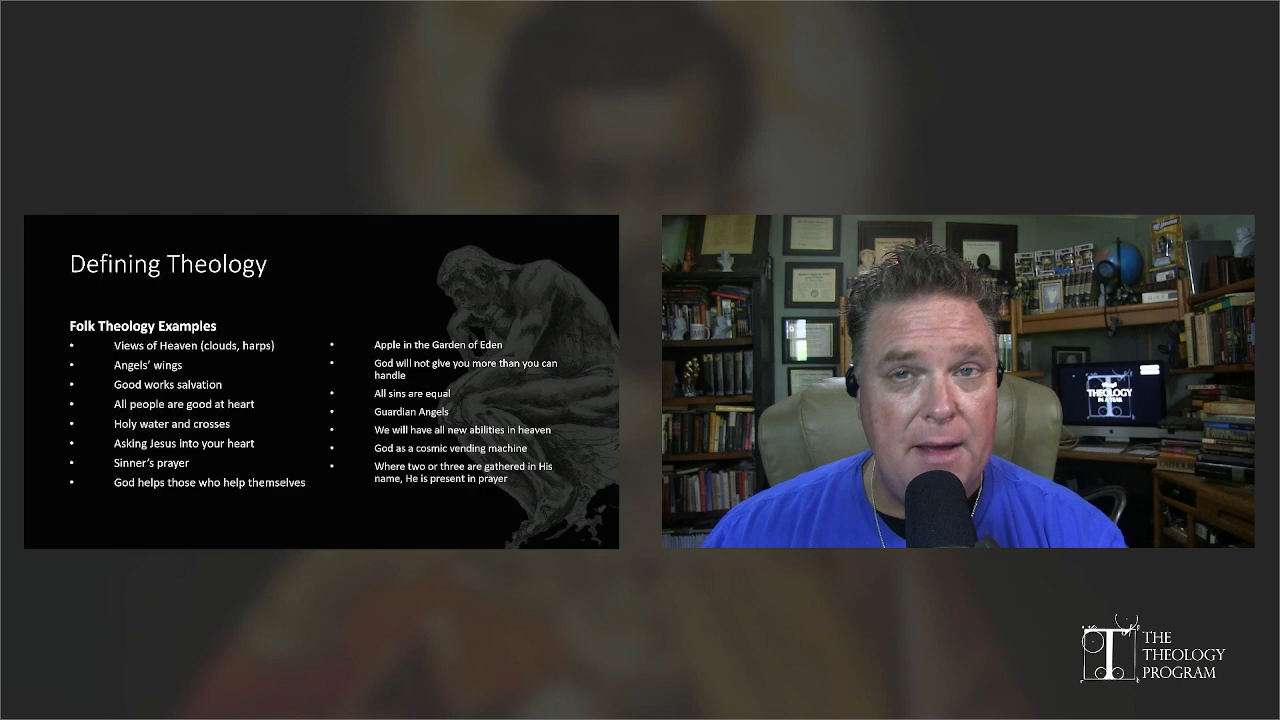 Defining Theology
Folk Theology Examples
• Views of Heaven (clouds, harps)
• Angels’ wings
• Good works salvation
• All people are good at heart
• Holy water and crosses
• Asking Jesus into your heart
• Sinner’s prayer
• God helps those who help themselves
• Apple in the Garden of Eden
• God will not give you more than you can
handle
• All sins are equal
• Guardian Angels
• We will have all new abilities in heaven
• God as a cosmic vending machine
• Where two or three are gathered in His
name, He is present in prayer
THEOLOGY
IN A YEAR
THE
THEOLOGY
PROGRAM